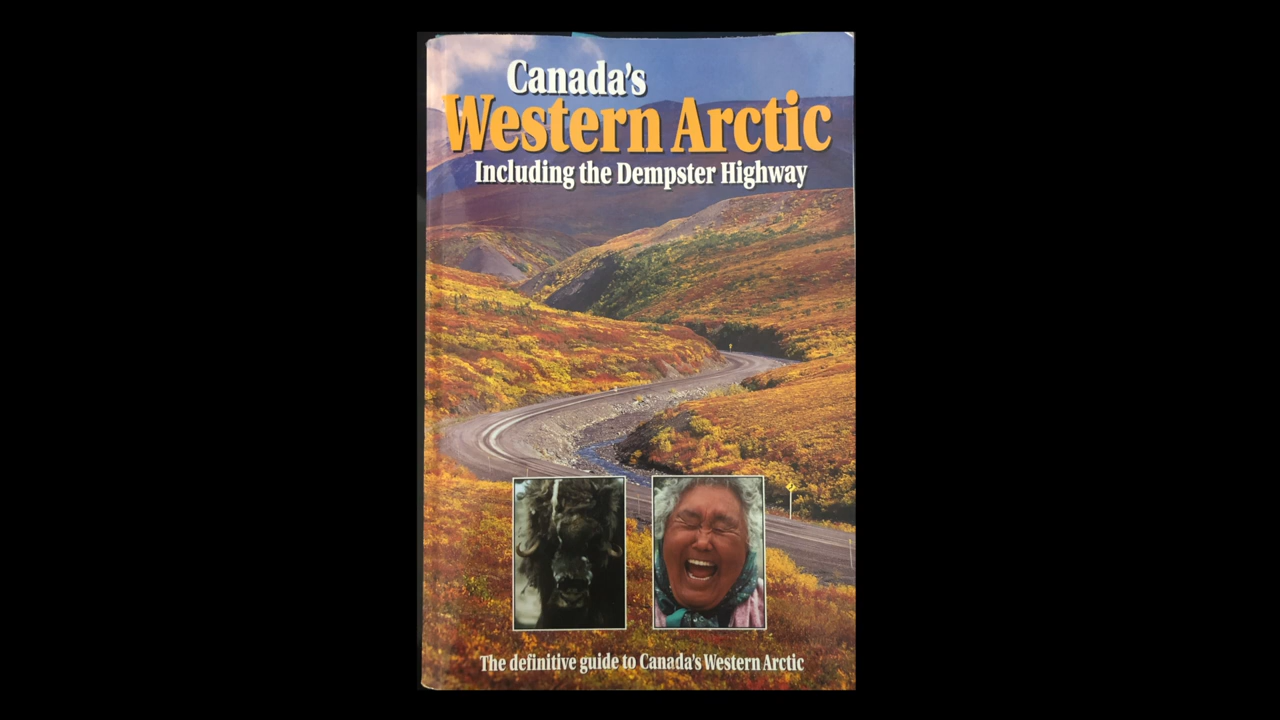 Canada's
Western Arctic
Including the Dempster Highway
The definitive guide to Canada's Western Arctic